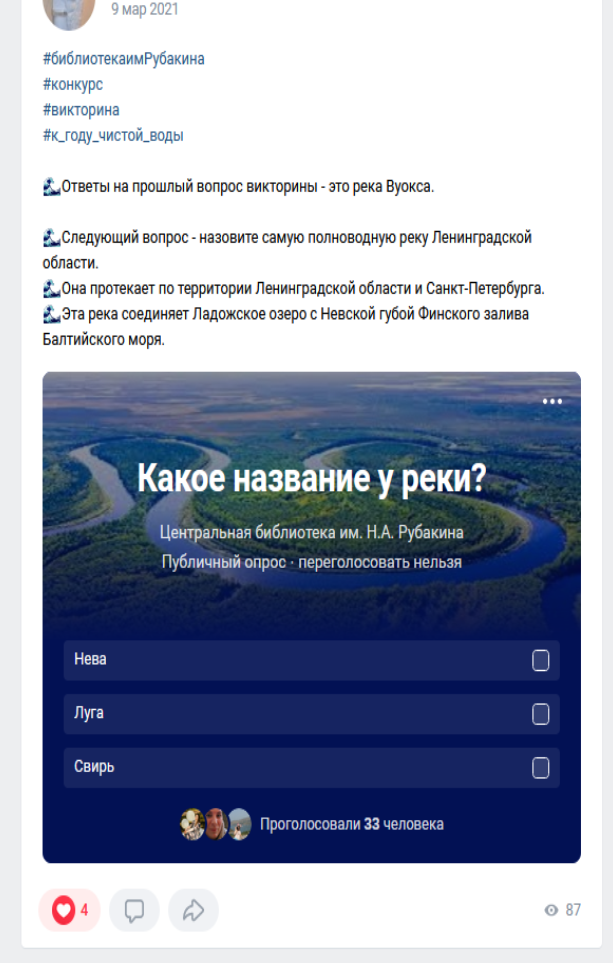 9 мар 2021
#библиотекаимРубакина
#конкурс
#викторина
#к_году_чистой_воды
🌊Ответы на прошлый вопрос викторины - это река Вуокса.
🌊Следующий вопрос - назовите самую полноводную реку Ленинградской
области.
🌊Она протекает по территории Ленинградской области и Санкт-Петербурга.
🌊Эта река соединяет Ладожское озеро с Невской губой Финского залива
Балтийского моря.
Какое название у реки?
Центральная библиотека им. Н.А. Рубакина
Публичный опрос · переголосовать нельзя
Нева
Луга
Свирь
Проголосовали 33 человека
4
87